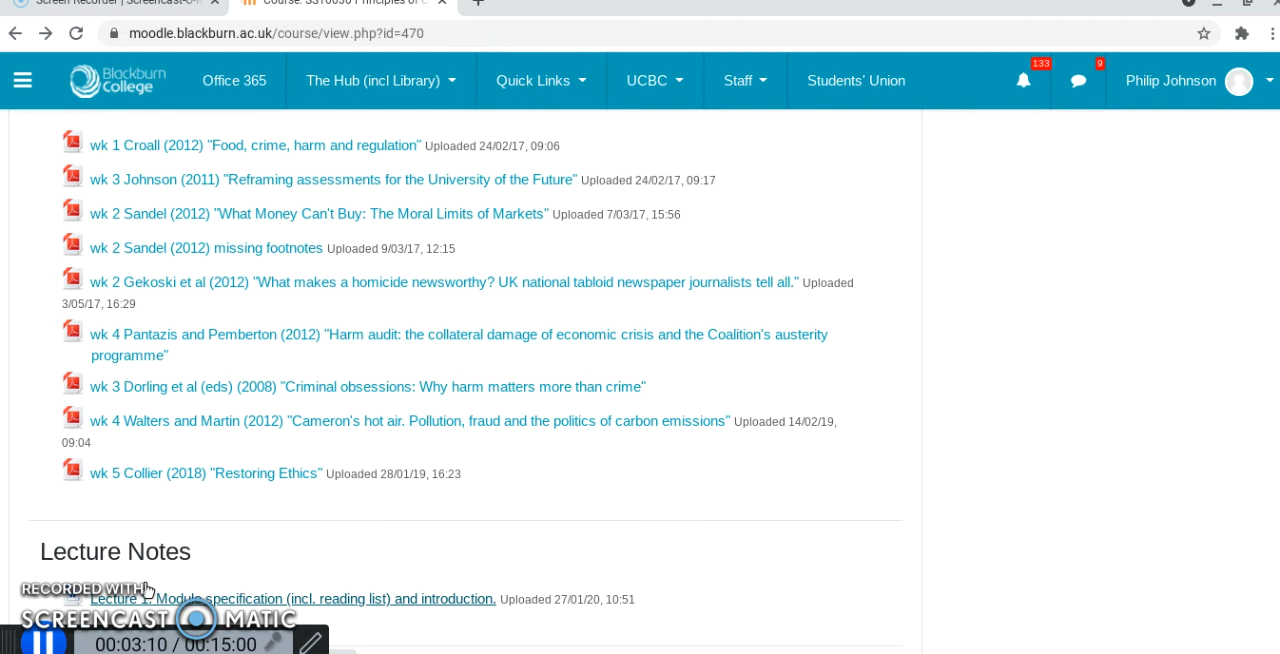 Screen Recorder | Screencast-O-M
Course: SST6030 Principles of C
moodle.blackburn.ac.uk/course/view.php?id=470
Blackburn College
Office 365
The Hub (incl Library)
Quick Links
UCBC
Staff
Students' Union
133
9
Philip Johnson
wk 1 Croall (2012) "Food, crime, harm and regulation" Uploaded 24/02/17, 09:06
wk 3 Johnson (2011) "Reframing assessments for the University of the Future" Uploaded 24/02/17, 09:17
wk 2 Sandel (2012) "What Money Can't Buy: The Moral Limits of Markets" Uploaded 7/03/17, 15:56
wk 2 Sandel (2012) missing footnotes Uploaded 9/03/17, 12:15
wk 2 Gekoski et al (2012) "What makes a homicide newsworthy? UK national tabloid newspaper journalists tell all." Uploaded
3/05/17, 16:29
wk 4 Pantazis and Pemberton (2012) "Harm audit: the collateral damage of economic crisis and the Coalition's austerity
programme"
wk 3 Dorling et al (eds) (2008) "Criminal obsessions: Why harm matters more than crime"
wk 4 Walters and Martin (2012) "Cameron's hot air. Pollution, fraud and the politics of carbon emissions" Uploaded 14/02/19,
09:04
wk 5 Collier (2018) "Restoring Ethics" Uploaded 28/01/19, 16:23
Lecture Notes
RECORDED WITH
Lecture 1. Module specification (incl. reading list) and introduction. Uploaded 27/01/20, 10:51
SCREENCAST MATIC
00:03:10 / 00:15:00